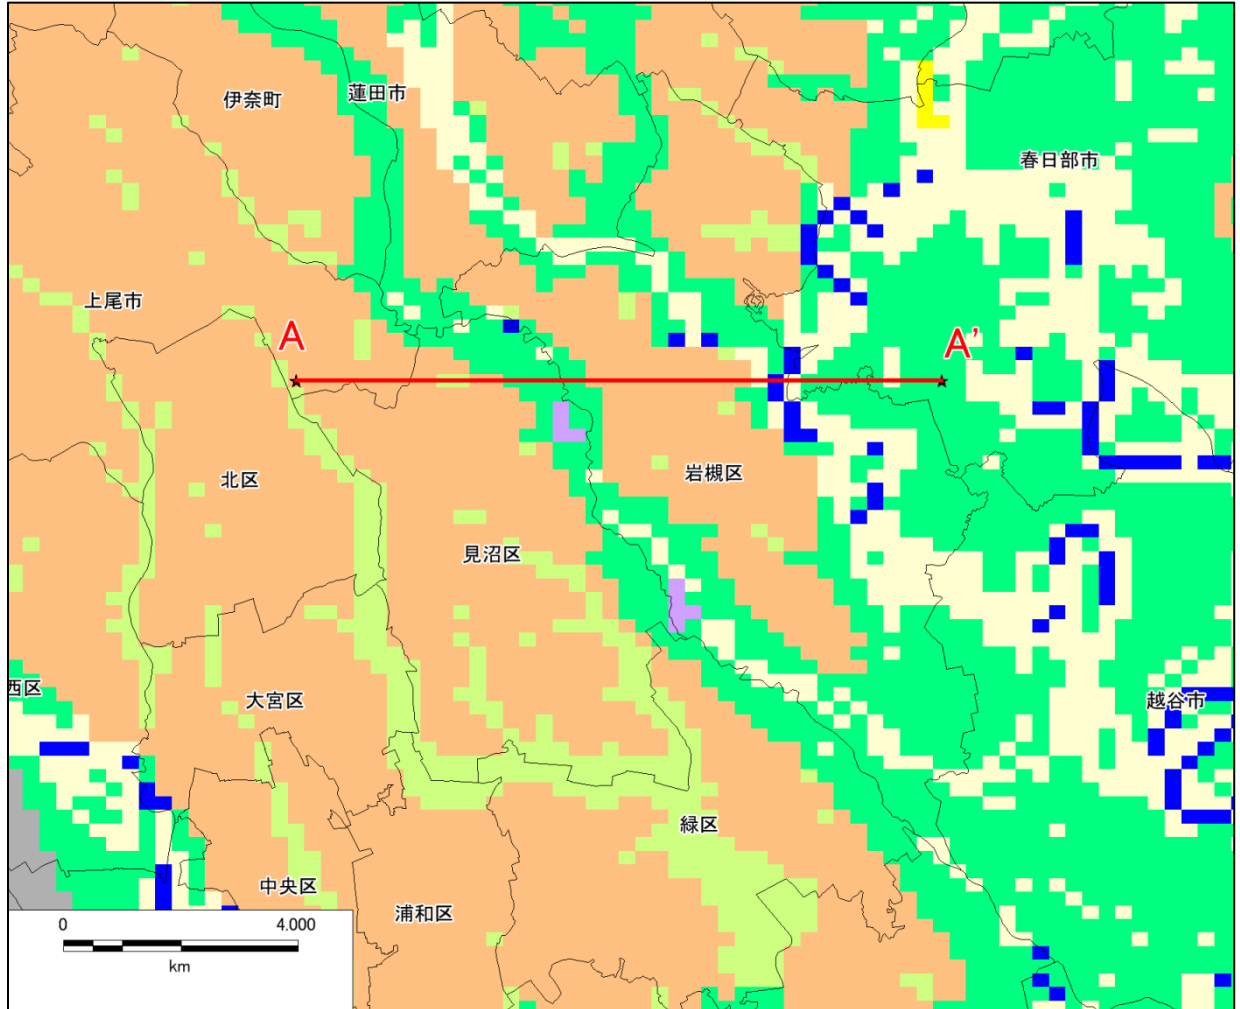 伊奈町
蓮田市
春日部市
上尾市
A
A'
北区
岩槻区
見沼区
西区
大宮区
越谷市
緑区
中央区
浦和区
0
4.000
km